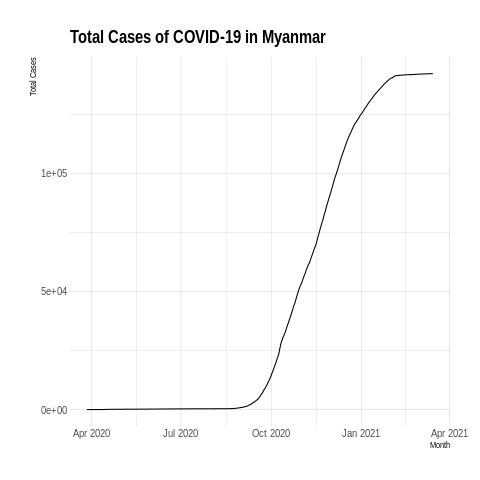 Total Cases of COVID-19 in Myanmar
Total Cases
1e+05
5e+04
0e+00
Apr 2020 Jul 2020 Oct 2020 Jan 2021 Apr 2021
Month